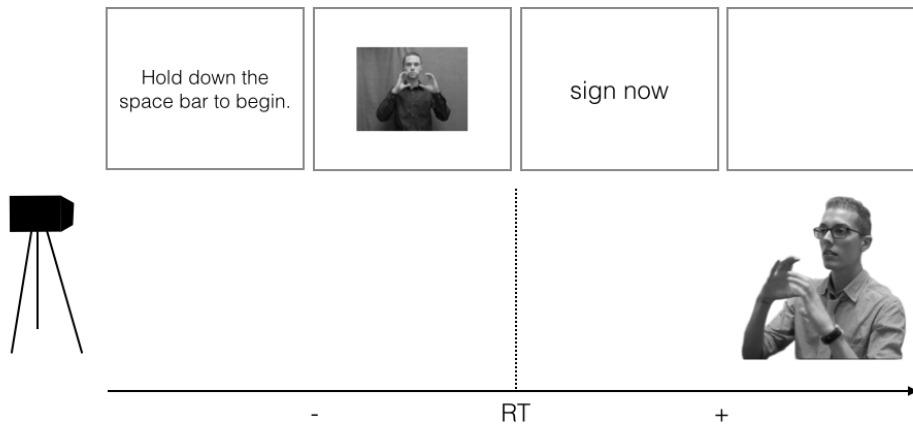 Hold down the
space bar to begin.
sign now
- RT +